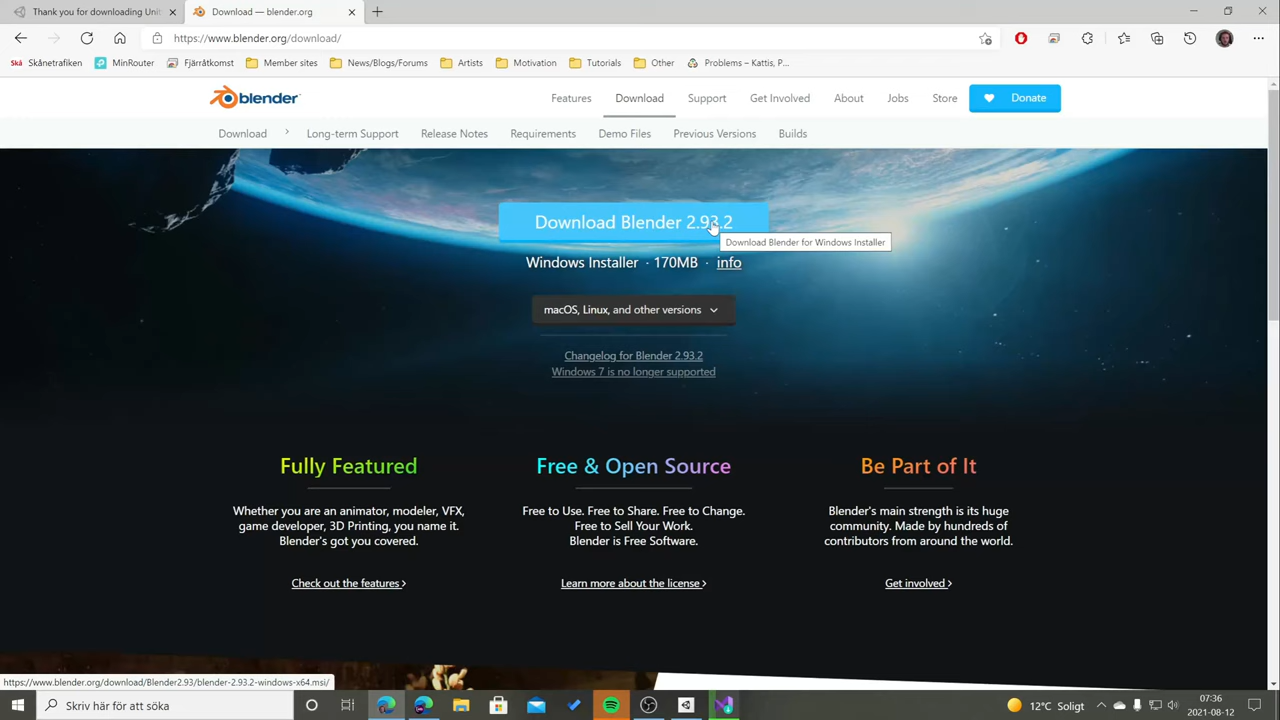 Thank you for downloading Unit
Download — blender.org
https://www.blender.org/download/
Skå Skånetrafiken
MinRouter
Fjärråtkomst
Member sites
News/Blogs/Forums
Artists
Motivation
Tutorials
Other
Problems – Kattis, P...
blender
Features
Download
Support
Get Involved
About
Jobs
Store
Donate
Download
Long-term Support
Release Notes
Requirements
Demo Files
Previous Versions
Builds
Download Blender 2.93.2
Download Blender for Windows Installer
Windows Installer · 170MB · info
macOS, Linux, and other versions
Changelog for Blender 2.93.2
Windows 7 is no longer supported
Fully Featured
Whether you are an animator, modeler, VFX,
game developer, 3D Printing, you name it.
Blender's got you covered.
Check out the features
Free & Open Source
Free to Use. Free to Share. Free to Change.
Free to Sell Your Work.
Blender is Free Software.
Learn more about the license
Be Part of It
Blender's main strength is its huge
community. Made by hundreds of
contributors from around the world.
Get involved
https://www.blender.org/download/Blender2.93/blender-2.93.2-windows-x64.msi/
Skriv här för att söka
12°C Soligt
07:36
2021-08-12